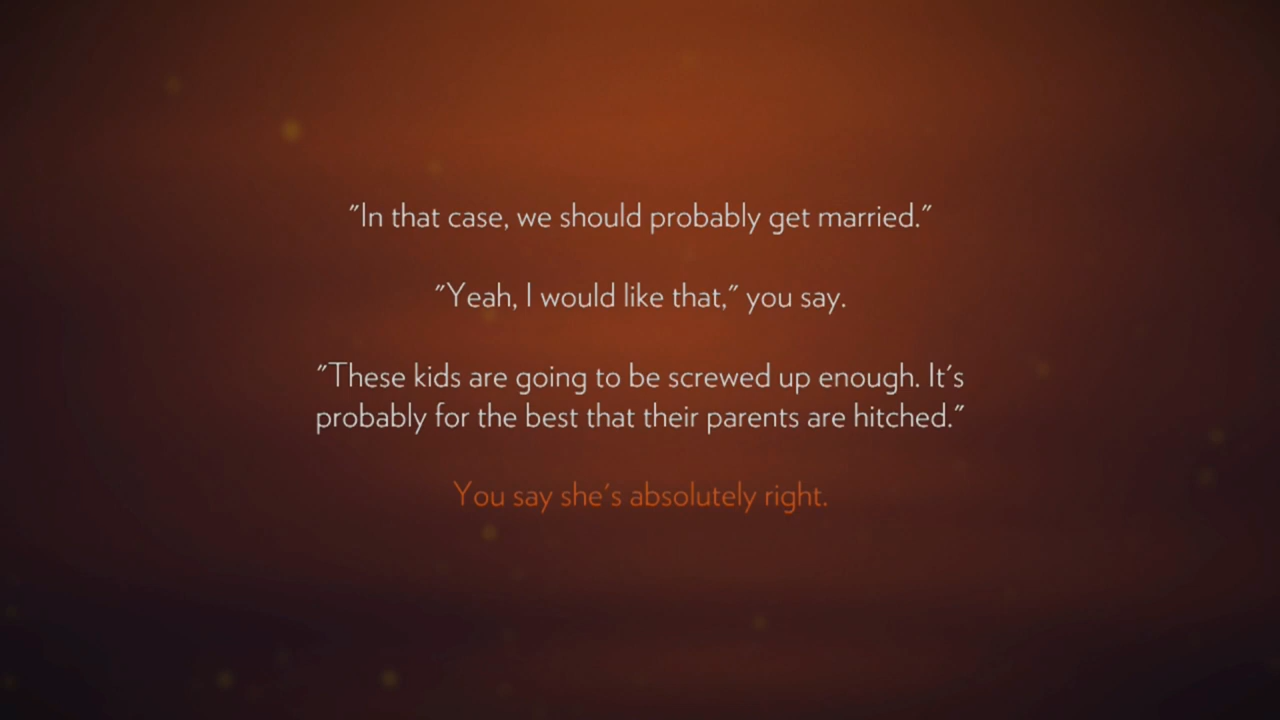 "In that case, we should probably get married."
"Yeah, I would like that," you say.
"These kids are going to be screwed up enough. It's
probably for the best that their parents are hitched."
You say she's absolutely right.